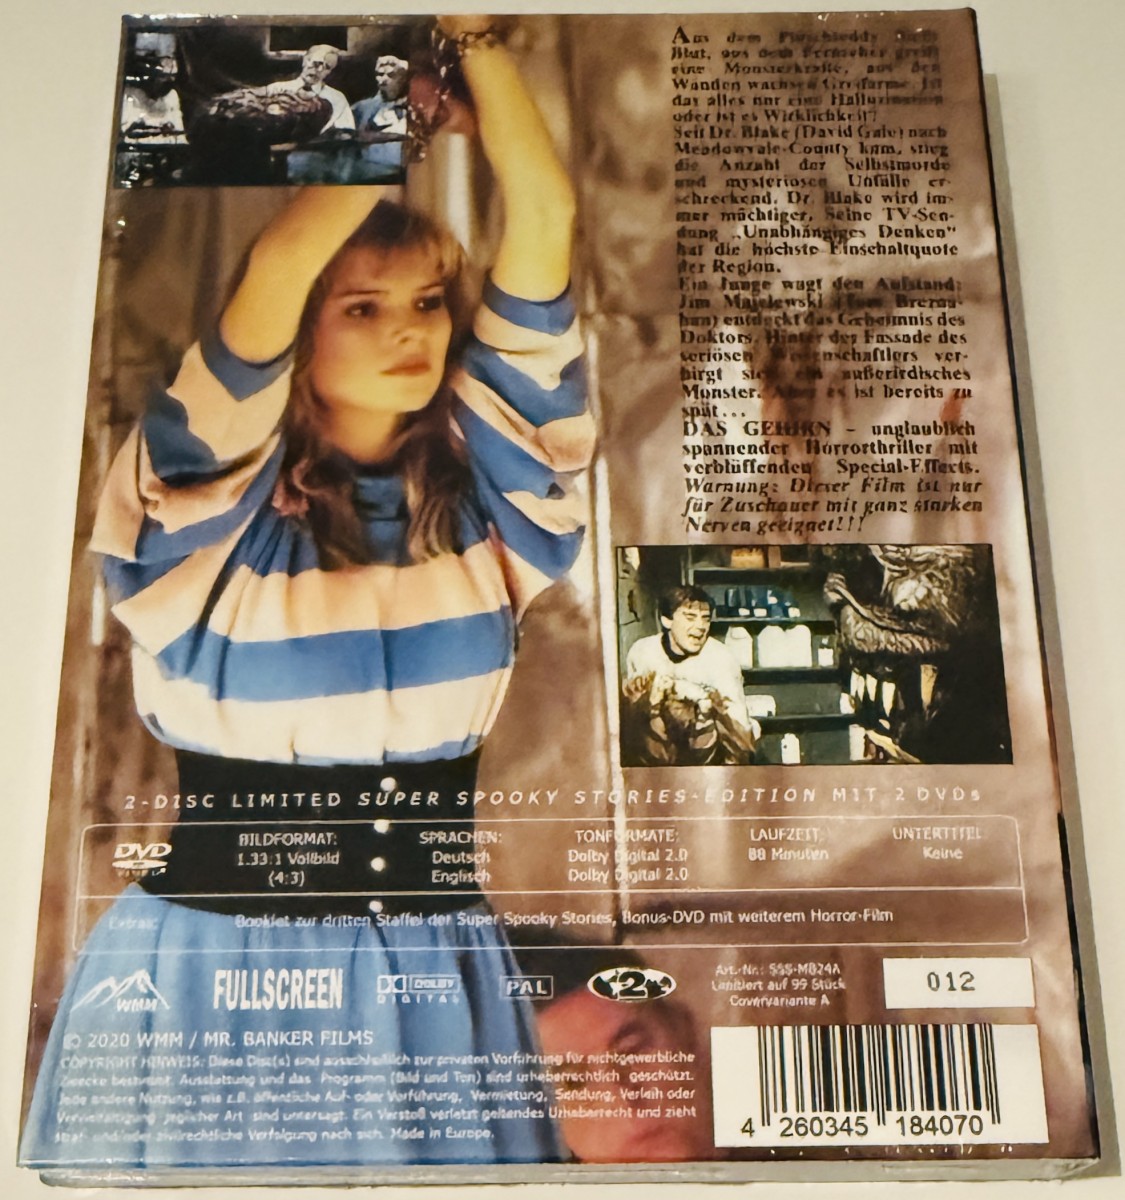 Aus dem Plüschteddy fließt
Blut, aus dem Fernseher greift
eine Monsterkralle, aus den
Wänden wachsen Greifarme. Ist
das alles nur eine Halluzination
oder ist es Wirklichkeit?
Seit Dr. Blake (David Gale) nach
Meadowvale-County kam, stieg
die Anzahl der Selbstmorde
und mysteriösen Unfälle er-
schreckend. Dr. Blake wird im-
mer mächtiger. Seine TV-Sen-
dung „Unabhängiges Denken"
hat die höchste Einschaltquote
der Region.
Ein Junge wagt den Aufstand:
Jim Majelewski (Tom Bresna-
han) entdeckt das Geheimnis des
Doktors. Hinter der Fassade des
seriösen Wissenschaftlers ver-
birgt sich ein außerirdisches
Monster. Aber es ist bereits zu
spät...
DAS GEHIRN - unglaublich
spannender Horrorthriller mit
verblüffenden Special-Effects.
Warnung: Dieser Film ist nur
für Zuschauer mit ganz starken
Nerven geeignet!!!
2-DISC LIMITED SUPER SPOOKY STORIES-EDITION MIT 2 DVDs
DVD VIDEO
BILDFORMAT:
1.33:1 Vollbild
(4:3)
SPRACHEN:
Deutsch
Englisch
TONFORMATE:
Dolby Digital 2.0
Dolby Digital 2.0
LAUFZEIT:
88 Minuten
UNTERTITEL
Keine
Extras: Booklet zur dritten Staffel der Super Spooky Stories, Bonus-DVD mit weiterem Horror-Film
WMM
FULLSCREEN
DOLBY DIGITAL
PAL
2
Art.-Nr.: SSS-MB24A
Limitiert auf 99 Stück
Covervariante A
012
© 2020 WMM / MR. BANKER FILMS
COPYRIGHT HINWEIS: Diese Disc(s) sind ausschließlich zur privaten Vorführung für nichtgewerbliche
Zwecke bestimmt. Ausstattung und das Programm (Bild und Ton) sind urheberrechtlich geschützt.
Jede andere Nutzung, wie z.B. öffentliche Auf- oder Vorführung, Vermietung, Sendung, Verleih oder
Vervielfältigung jeglicher Art sind untersagt. Ein Verstoß verletzt geltendes Urheberrecht und zieht
straf- und/oder zivilrechtliche Verfolgung nach sich. Made in Europe.
4 260345 184070